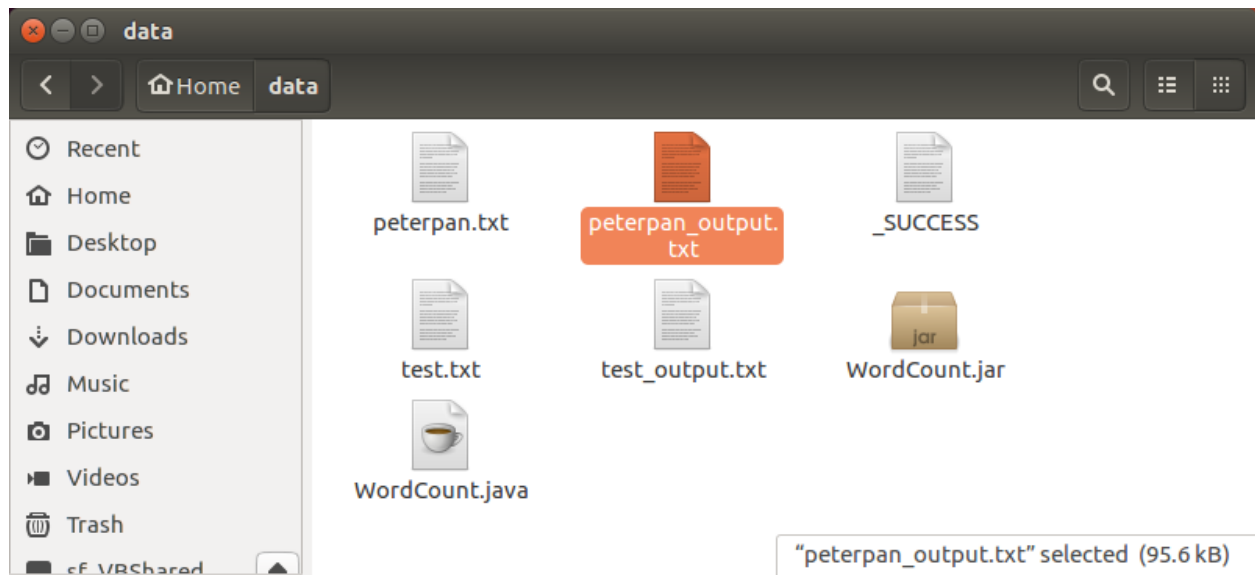 data
Home data
Recent
Home
Desktop
Documents
Downloads
Music
Pictures
Videos
Trash
sf_VBShared
peterpan.txt
peterpan_output.
txt
_SUCCESS
test.txt
test_output.txt
jar
WordCount.jar
WordCount.java
“peterpan_output.txt” selected (95.6 kB)